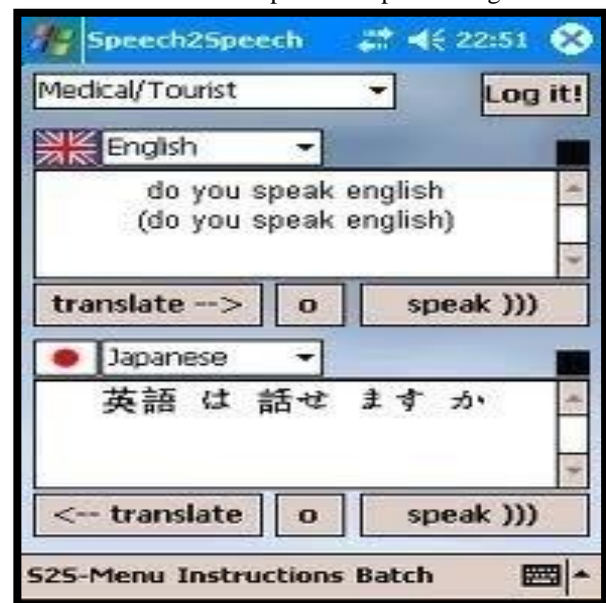 Speech2Speech 22:51
Medical/Tourist Log it!
English
do you speak english
(do you speak english)
translate --> o speak )))
Japanese
英語 は 話せ ます か
<-- translate o speak )))
S2S-Menu Instructions Batch